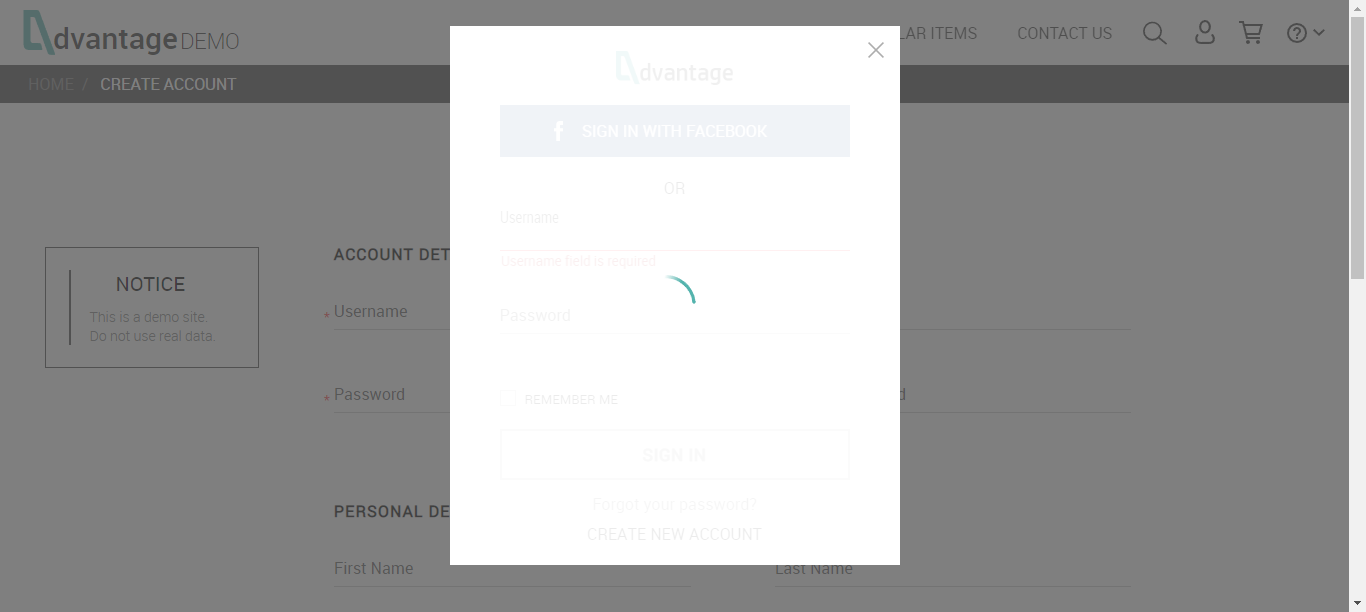 dvantage DEMO
LAR ITEMS
CONTACT US
HOME / CREATE ACCOUNT
dvantage
SIGN IN WITH FACEBOOK
OR
Username
Username field is required
Password
REMEMBER ME
SIGN IN
Forgot your password?
CREATE NEW ACCOUNT
NOTICE
This is a demo site.
Do not use real data.
ACCOUNT DET
* Username
* Password
d
PERSONAL DE
First Name
Last Name